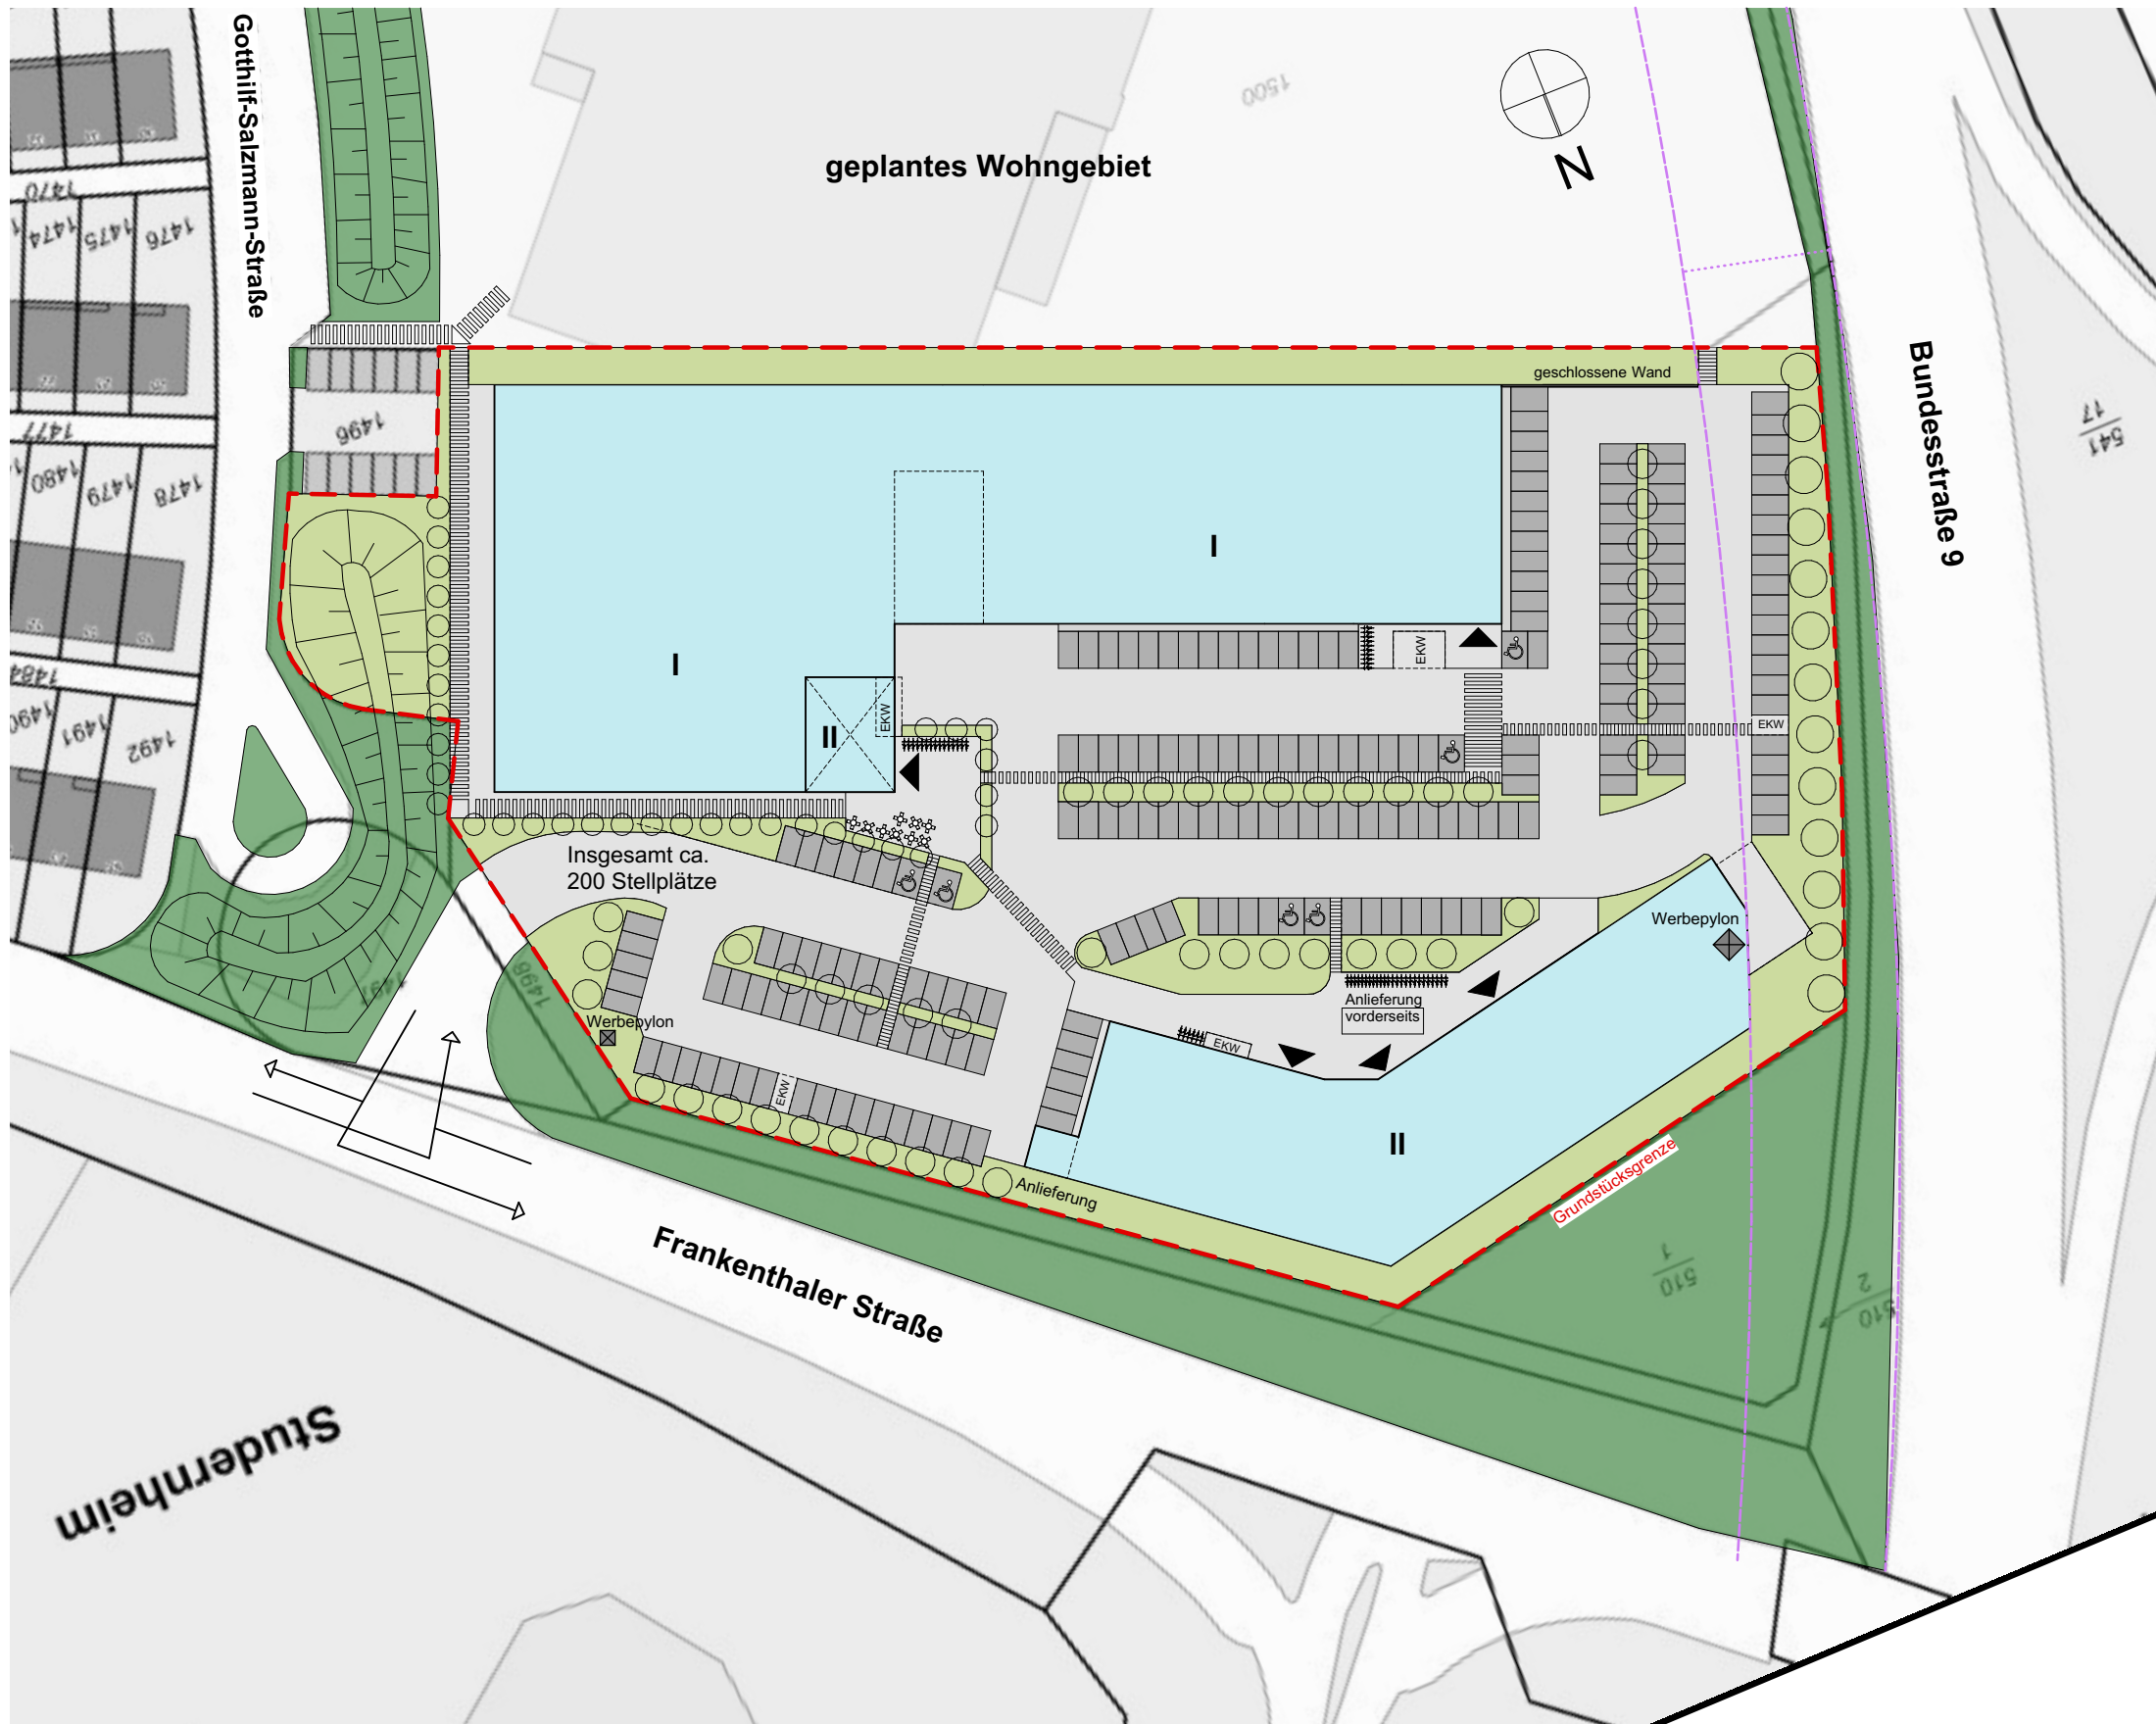 Gotthilf-Salzmann-Straße
geplantes Wohngebiet
1500
N
1470
1474
1475
1476
geschlossene Wand
Bundesstraße 9
541
17
1496
1477
1480
1479
1478
I
I
EKW
1484
1490
1491
1492
II
EKW
EKW
Insgesamt ca.
200 Stellplätze
Werbepylon
1497
1498
Werbepylon
Anlieferung
vorderseits
EKW
EKW
II
Anlieferung
Grundstücksgrenze
Frankenthaler Straße
510
1
510
2
Studernheim